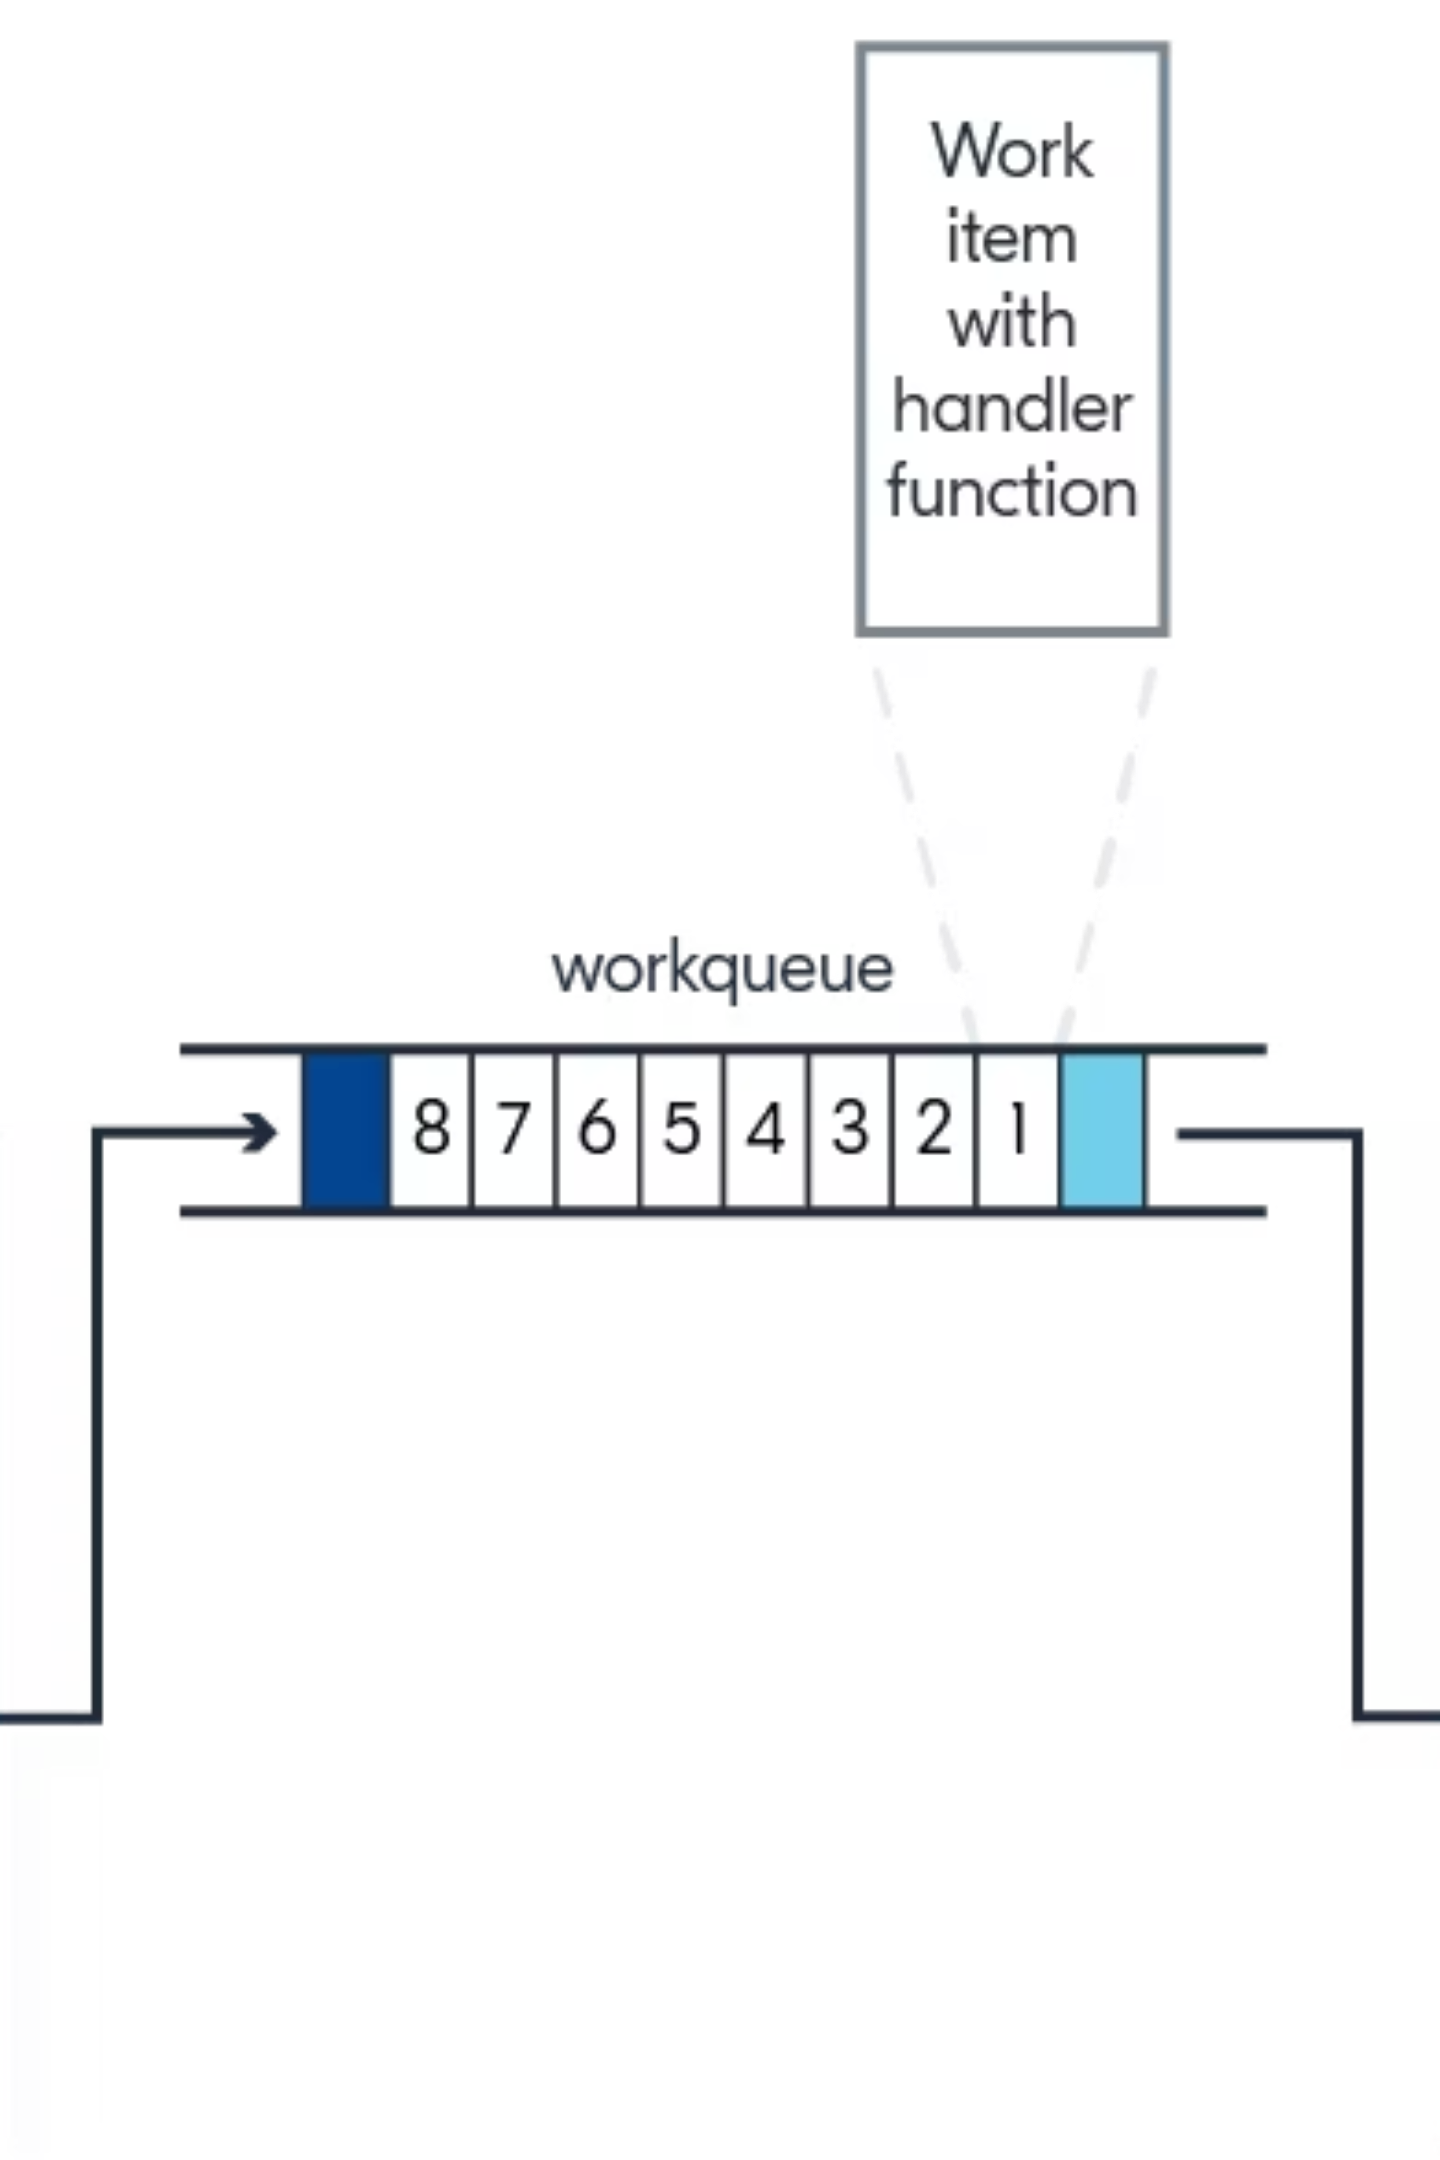 Work
item
with
handler
function
workqueue
8 7 6 5 4 3 2 1